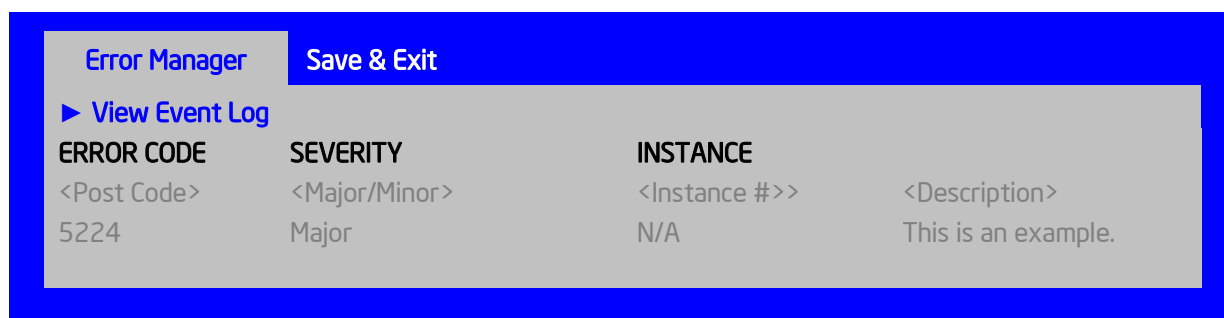 Error Manager Save & Exit
► View Event Log
ERROR CODE SEVERITY INSTANCE
<Post Code> <Major/Minor> <Instance #>> <Description>
5224 Major N/A This is an example.